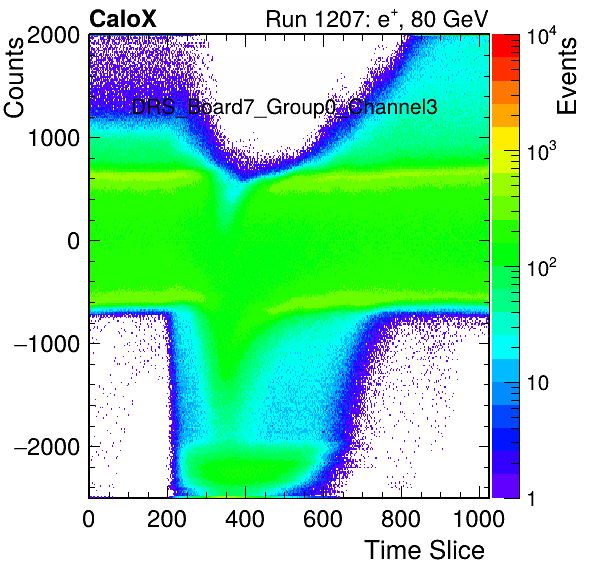 CaloX Run 1207: e⁺, 80 GeV
DRS_Board7_Group0_Channel3
Counts
2000
1000
0
−1000
−2000
0 200 400 600 800 1000
Time Slice
Events
10⁴
10³
10²
10
1